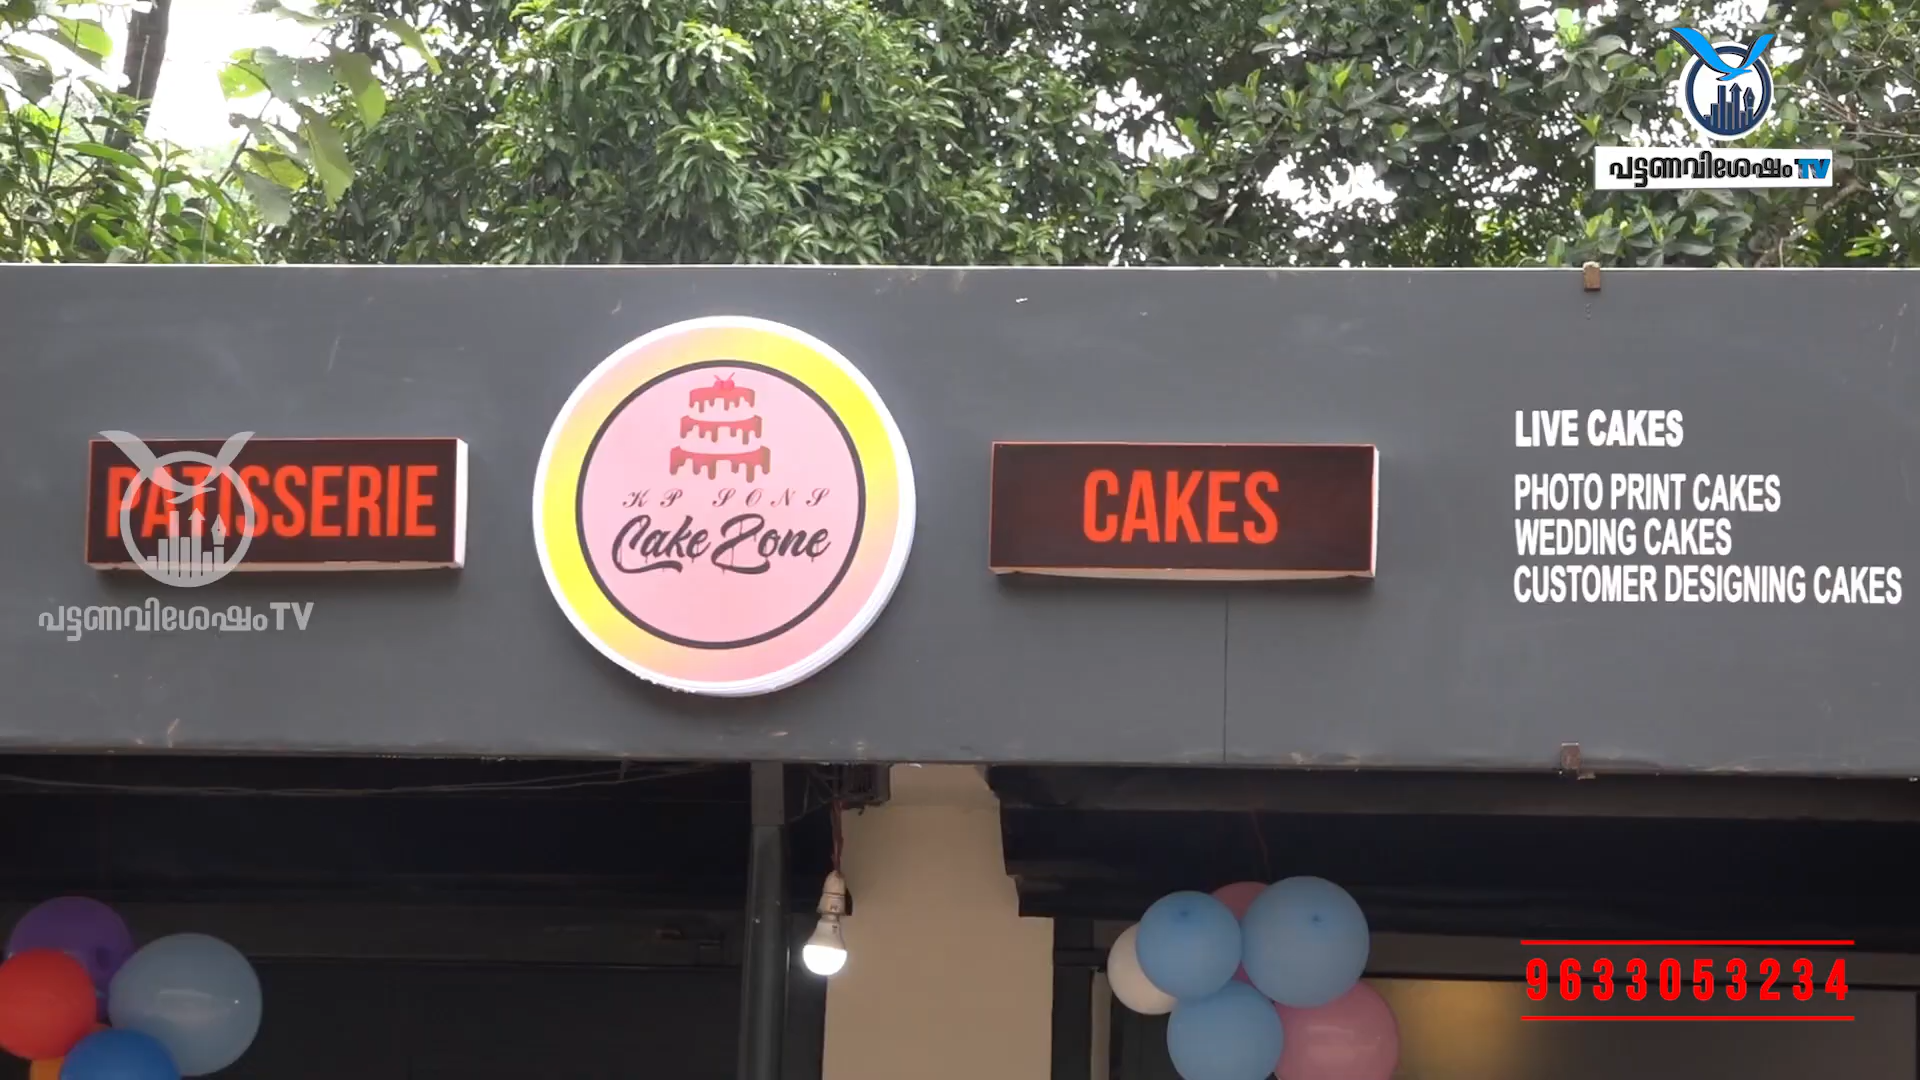 പട്ടണവിശേഷംTV
PATISSERIE
പട്ടണവിശേഷംTV
KP SONS
Cake Zone
CAKES
LIVE CAKES
PHOTO PRINT CAKES
WEDDING CAKES
CUSTOMER DESIGNING CAKES
9633053234